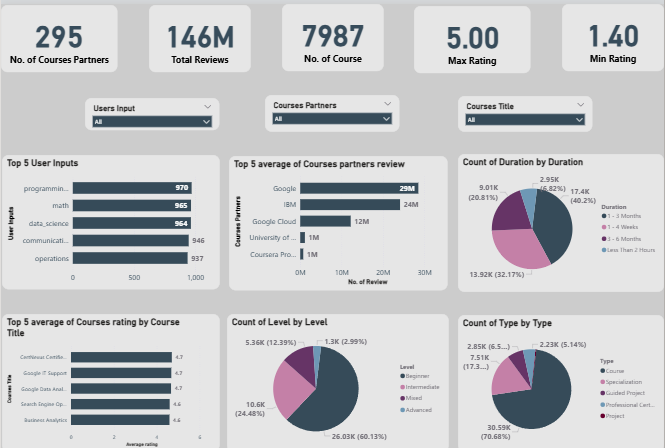 295
No. of Courses Partners
146M
Total Reviews
7987
No. of Course
5.00
Max Rating
1.40
Min Rating
Users Input
All
Courses Partners
All
Courses Title
All
Top 5 User Inputs
User Inputs
programmin...
970
math
965
data_science
964
communicati...
946
operations
937
0
500
1,000
Top 5 average of Courses partners review
Courses Partners
Google
29M
IBM
24M
Google Cloud
12M
University of ...
1M
Coursera Pro...
1M
0M
10M
20M
30M
No. of Review
Count of Duration by Duration
2.95K
(6.82%)
17.4K
(40.2%)
9.01K
(20.81%)
13.92K (32.17%)
Duration
1 - 3 Months
1 - 4 Weeks
3 - 6 Months
Less Than 2 Hours
Top 5 average of Courses rating by Course
Title
Courses Title
CertNexus Certifie...
4.7
Google IT Support
4.7
Google Data Anal...
4.7
Search Engine Op...
4.6
Business Analytics
4.6
0
2
4
6
Average rating
Count of Level by Level
5.36K (12.39%)
1.3K (2.99%)
10.6K
(24.48%)
26.03K (60.13%)
Level
Beginner
Intermediate
Mixed
Advanced
Count of Type by Type
2.85K (6.5...)
2.23K (5.14%)
7.51K
(17.3...)
30.59K
(70.68%)
Type
Course
Specialization
Guided Project
Professional Cert...
Project